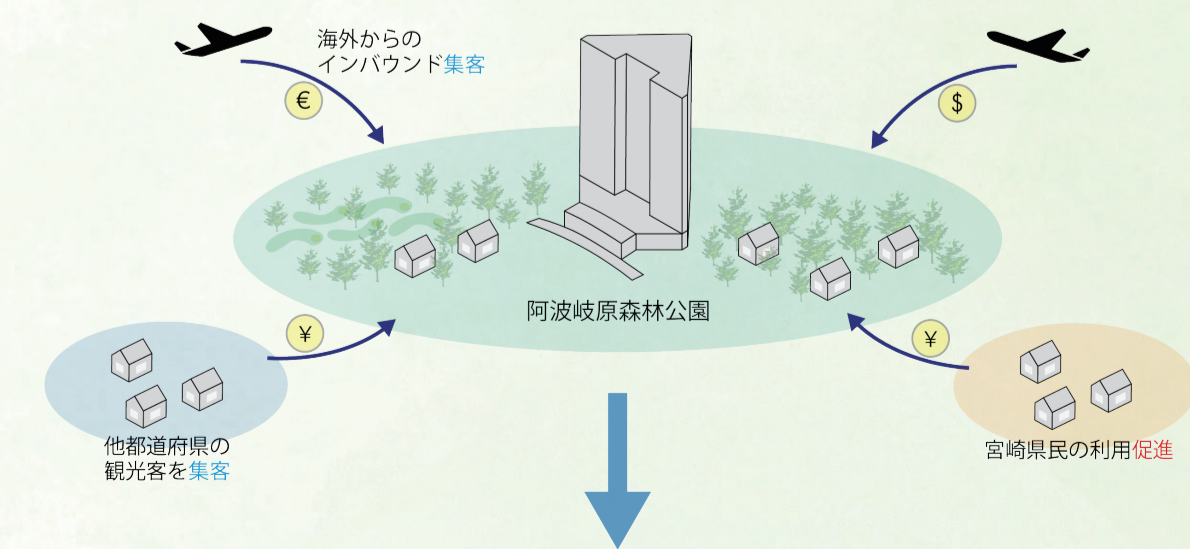 海外からの
インバウンド集客
€
$
阿波岐原森林公園
¥
¥
他都道府県の
観光客を集客
宮崎県民の利用促進